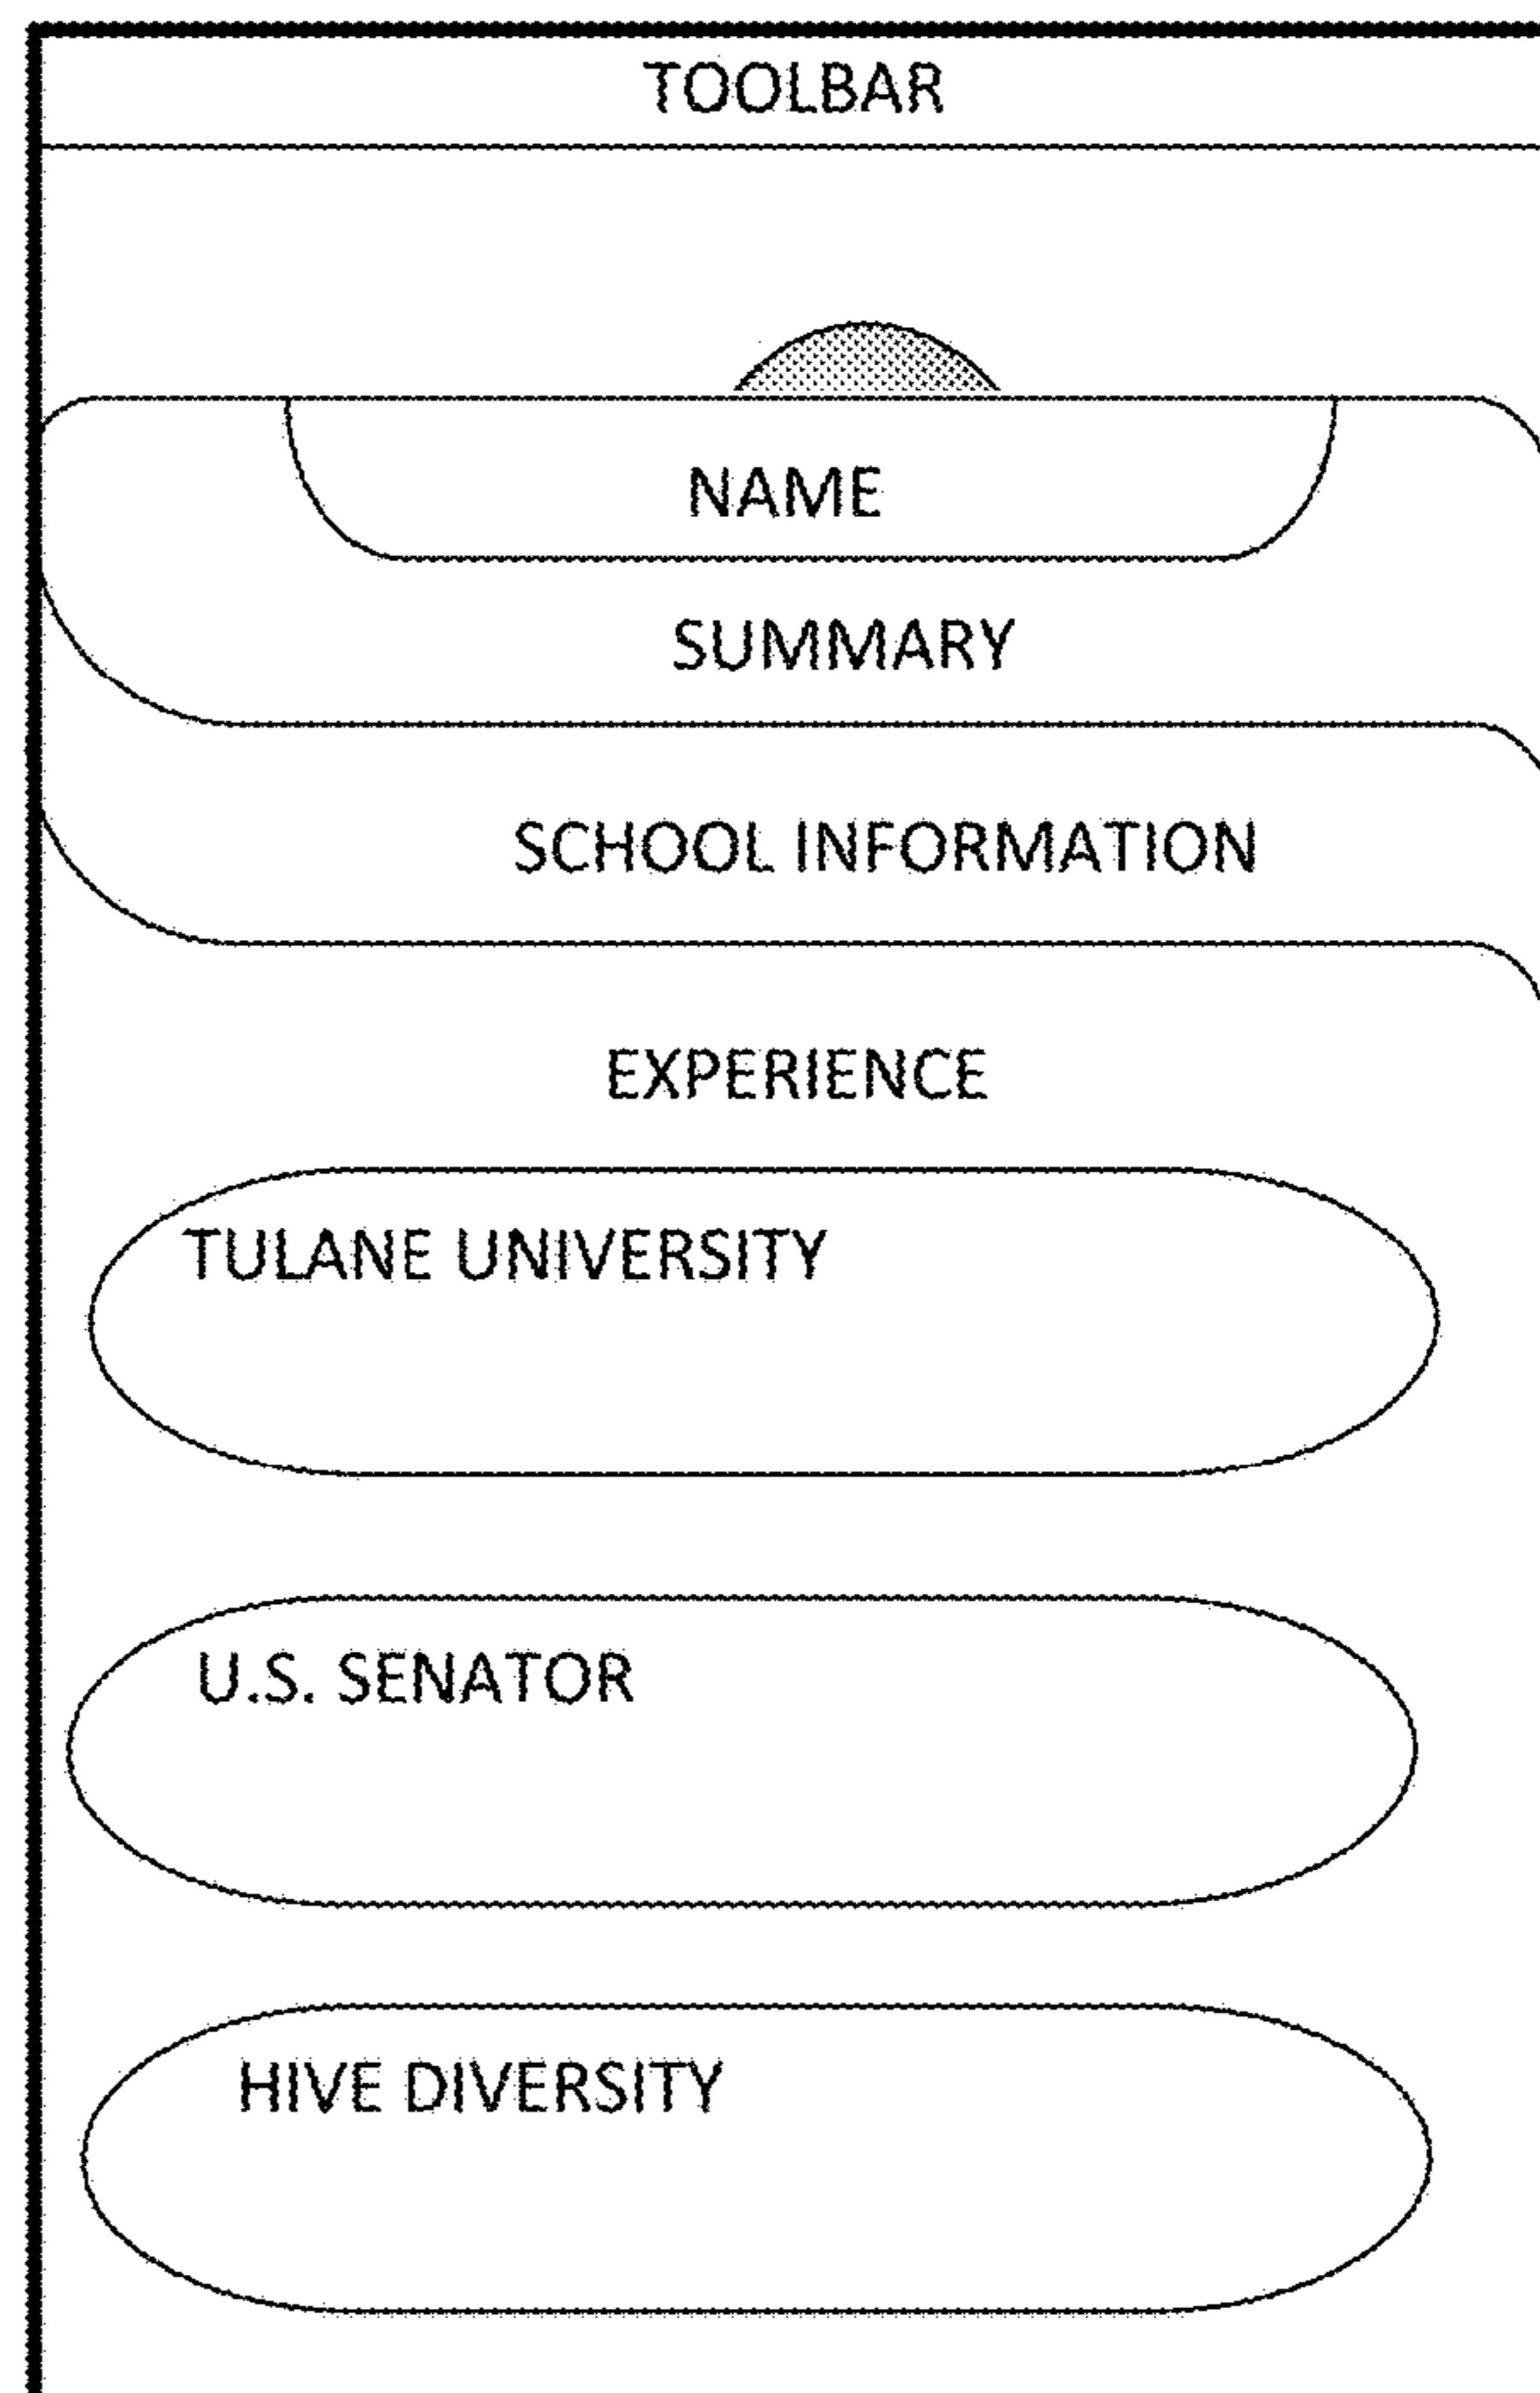 TOOLBAR
NAME
SUMMARY
SCHOOL INFORMATION
EXPERIENCE
TULANE UNIVERSITY
U.S. SENATOR
HIVE DIVERSITY